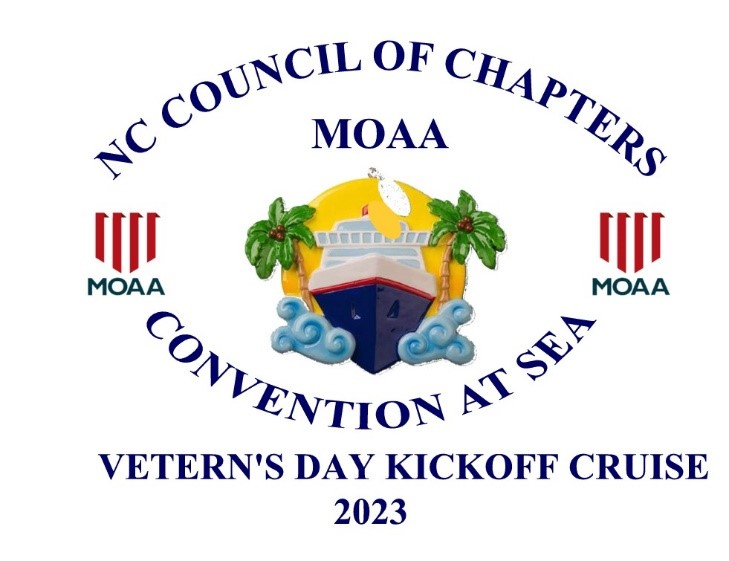 NC COUNCIL OF CHAPTERS
MOAA
MOAA
MOAA
CONVENTION AT SEA
VETERN'S DAY KICKOFF CRUISE
2023